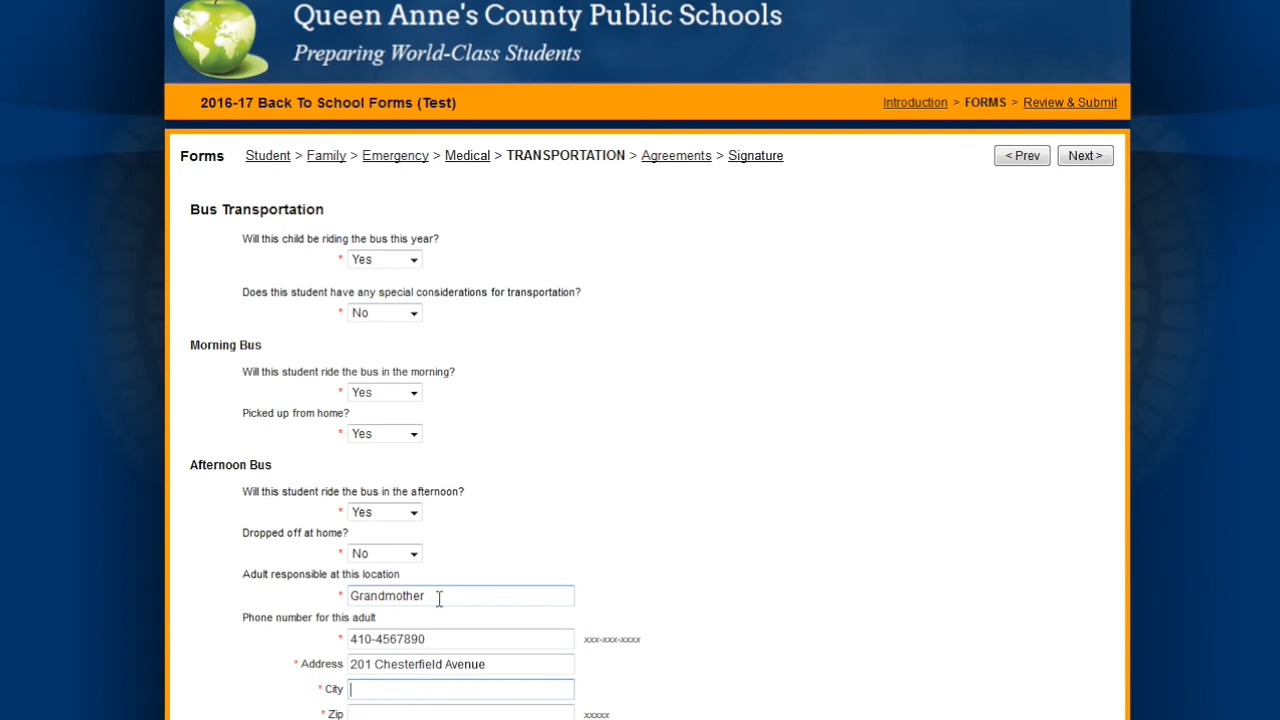 Queen Anne's County Public Schools
Preparing World-Class Students
2016-17 Back To School Forms (Test)
Introduction > FORMS > Review & Submit
Forms Student > Family > Emergency > Medical > TRANSPORTATION > Agreements > Signature < Prev Next >
Bus Transportation
Will this child be riding the bus this year?
* Yes
Does this student have any special considerations for transportation?
* No
Morning Bus
Will this student ride the bus in the morning?
* Yes
Picked up from home?
* Yes
Afternoon Bus
Will this student ride the bus in the afternoon?
* Yes
Dropped off at home?
* No
Adult responsible at this location
* Grandmother
Phone number for this adult
* 410-4567890 xxx-xxx-xxxx
* Address 201 Chesterfield Avenue
* City
* Zip xxxxx